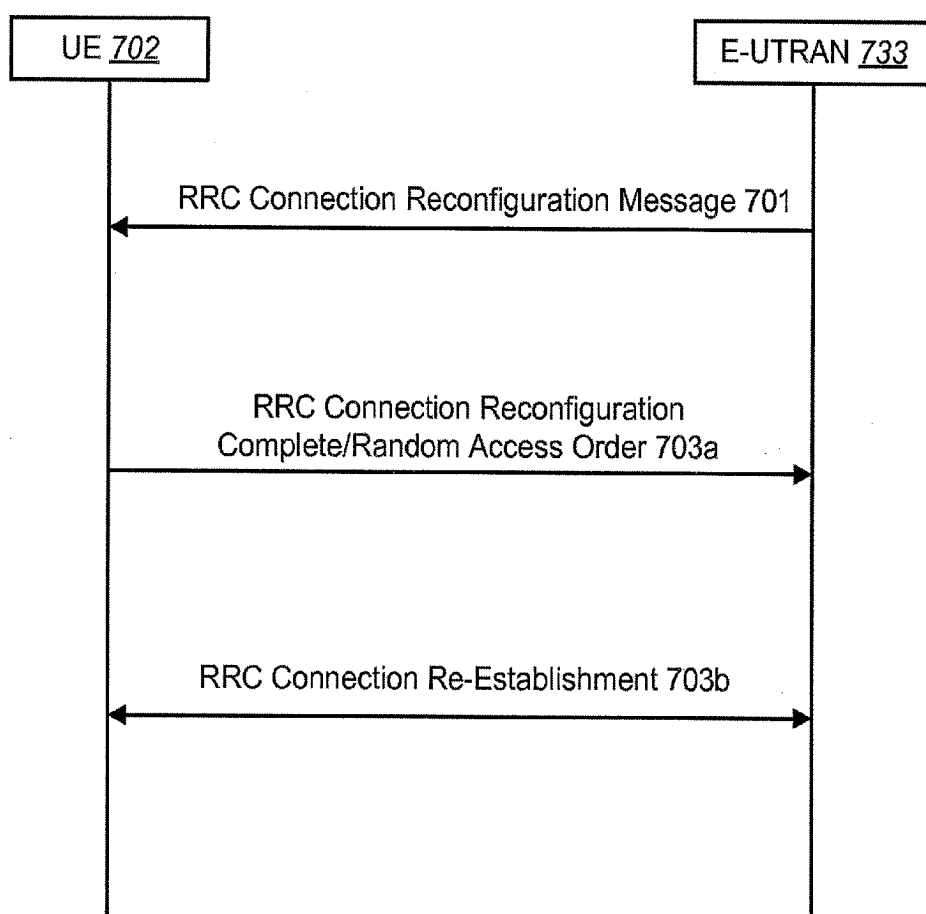 UE 702
E-UTRAN 733
RRC Connection Reconfiguration Message 701
RRC Connection Reconfiguration
Complete/Random Access Order 703a
RRC Connection Re-Establishment 703b